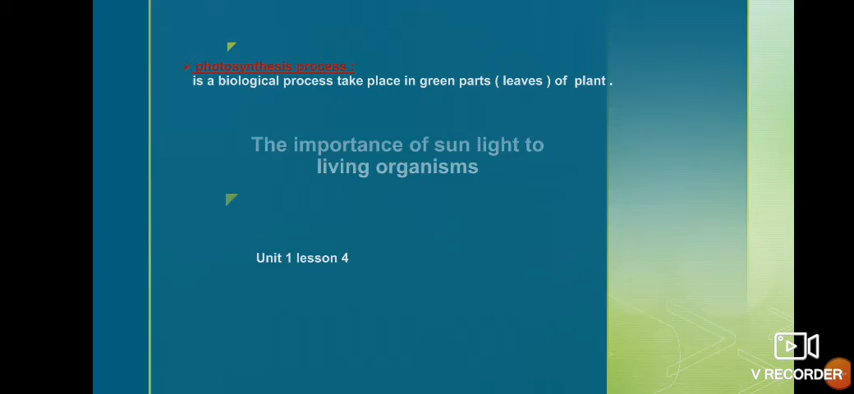 photosynthesis process :
is a biological process take place in green parts ( leaves ) of plant .
The importance of sun light to
living organisms
Unit 1 lesson 4
V RECORDER